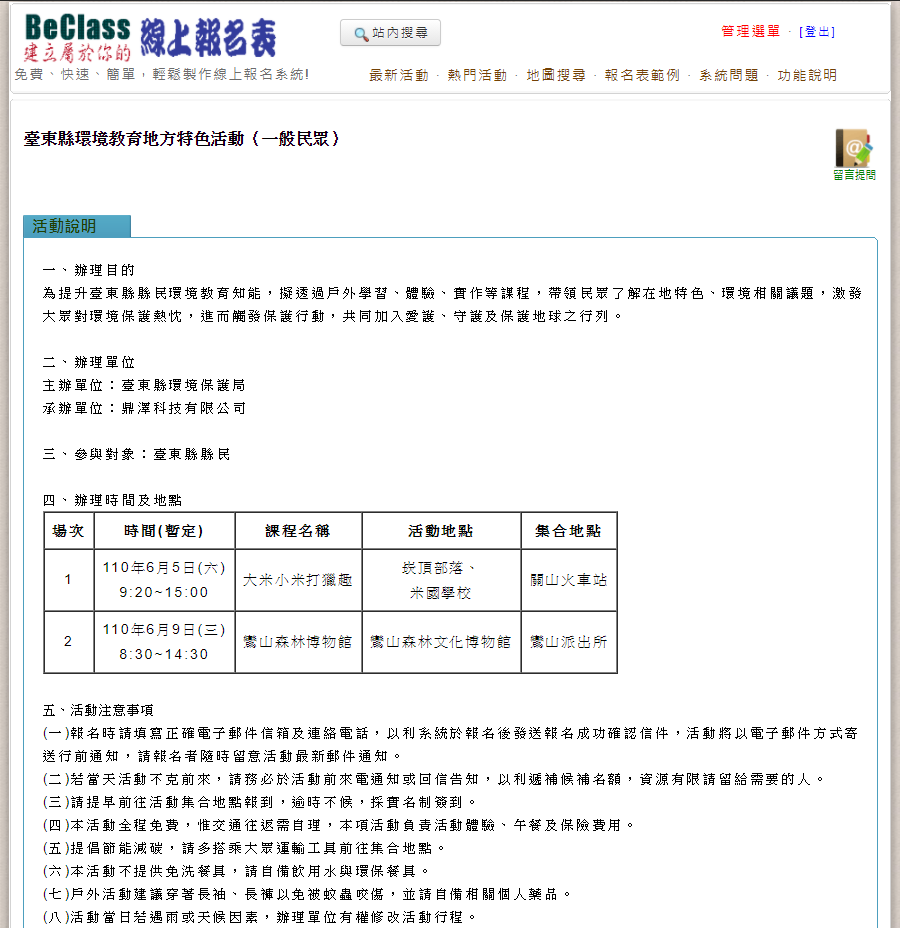 BeClass
建立屬於你的
線上報名表
站內搜尋
管理選單 · [登出]
免費、快速、簡單，輕鬆製作線上報名系統!
最新活動 · 熱門活動 · 地圖搜尋 · 報名表範例 · 系統問題 · 功能說明
臺東縣環境教育地方特色活動（一般民眾）
留言提問
活動說明
一、辦理目的
為提升臺東縣縣民環境教育知能，擬透過戶外學習、體驗、實作等課程，帶領民眾了解在地特色、環境相關議題，激發
大眾對環境保護熱忱，進而觸發保護行動，共同加入愛護、守護及保護地球之行列。
二、辦理單位
主辦單位：臺東縣環境保護局
承辦單位：鼎澤科技有限公司
三、參與對象：臺東縣縣民
四、辦理時間及地點
場次 時間(暫定) 課程名稱 活動地點 集合地點
1 110年6月5日(六) 9:20~15:00 大米小米打獵趣 崁頂部落、米國學校 關山火車站
2 110年6月9日(三) 8:30~14:30 鸞山森林博物館 鸞山森林文化博物館 鸞山派出所
五、活動注意事項
(一)報名時請填寫正確電子郵件信箱及連絡電話，以利系統於報名後發送報名成功確認信件，活動將以電子郵件方式寄
送行前通知，請報名者隨時留意活動最新郵件通知。
(二)若當天活動不克前來，請務必於活動前來電通知或回信告知，以利遞補候補名額，資源有限請留給需要的人。
(三)請提早前往活動集合地點報到，逾時不候，採實名制簽到。
(四)本活動全程免費，惟交通往返需自理，本項活動負責活動體驗、午餐及保險費用。
(五)提倡節能減碳，請多搭乘大眾運輸工具前往集合地點。
(六)本活動不提供免洗餐具，請自備飲用水與環保餐具。
(七)戶外活動建議穿著長袖、長褲以免被蚊蟲咬傷，並請自備相關個人藥品。
(八)活動當日若遇雨或天候因素，辦理單位有權修改活動行程。